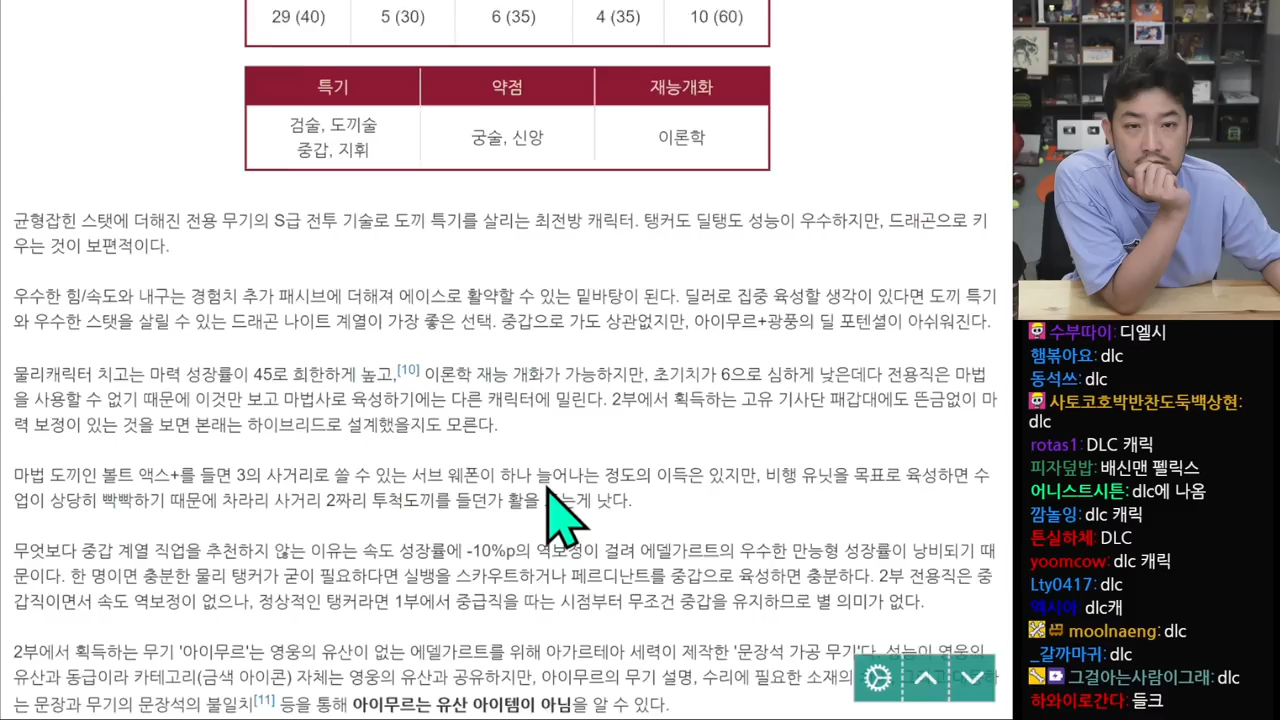 29 (40) 5 (30) 6 (35) 4 (35) 10 (60)
특기 약점 재능개화
검술, 도끼술
중갑, 지휘
궁술, 신앙
이론학
균형잡힌 스탯에 더해진 전용 무기의 S급 전투 기술로 도끼 특기를 살리는 최전방 캐릭터. 탱커도 딜탱도 성능이 우수하지만, 드래곤으로 키
우는 것이 보편적이다.
우수한 힘/속도와 내구는 경험치 추가 패시브에 더해져 에이스로 활약할 수 있는 밑바탕이 된다. 딜러로 집중 육성할 생각이 있다면 도끼 특기
와 우수한 스탯을 살릴 수 있는 드래곤 나이트 계열이 가장 좋은 선택. 중갑으로 가도 상관없지만, 아이무르+광풍의 딜 포텐셜이 아쉬워진다.
물리캐릭터 치고는 마력 성장률이 45로 희한하게 높고,[10] 이론학 재능 개화가 가능하지만, 초기치가 6으로 심하게 낮은데다 전용직은 마법
을 사용할 수 없기 때문에 이것만 보고 마법사로 육성하기에는 다른 캐릭터에 밀린다. 2부에서 획득하는 고유 기사단 패갑대에도 뜬금없이 마
력 보정이 있는 것을 보면 본래는 하이브리드로 설계했을지도 모른다.
마법 도끼인 볼트 액스+를 들면 3의 사거리로 쓸 수 있는 서브 웨폰이 하나 늘어나는 정도의 이득은 있지만, 비행 유닛을 목표로 육성하면 수
업이 상당히 빡빡하기 때문에 차라리 사거리 2짜리 투척도끼를 들던가 활을 는게 낫다.
무엇보다 중갑 계열 직업을 추천하지 않는 이유는 속도 성장률에 -10%p의 역보정이 걸려 에델가르트의 우수한 만능형 성장률이 낭비되기 때
문이다. 한 명이면 충분한 물리 탱커가 굳이 필요하다면 실뱅을 스카우트하거나 페르디난트를 중갑으로 육성하면 충분하다. 2부 전용직은 중
갑직이면서 속도 역보정이 없으나, 정상적인 탱커라면 1부에서 중급직을 따는 시점부터 무조건 중갑을 유지하므로 별 의미가 없다.
2부에서 획득하는 무기 '아이무르'는 영웅의 유산이 없는 에델가르트를 위해 아가르테아 세력이 제작한 '문장석 가공 무기'다. 성능이 영웅의
유산과 동급이라 카테고리(금색 아이콘) 자체는 영웅의 유산과 공유하지만, 아이무르의 무기 설명, 수리에 필요한 소재의
는 문장과 무기의 문장석의 불일치[11] 등을 통해 아이무르는 유산 아이템이 아님을 알 수 있다.
수부따이: 디엘시
햄복아요: dlc
동석쓰: dlc
사토코호박반찬도둑백상현:
dlc
rotas1: DLC 캐릭
피자덮밥: 배신맨 펠릭스
어니스트시튼: dlc에 나옴
깜놀잉: dlc 캐릭
튼실하체: DLC
yoomcow: dlc 캐릭
Lty0417: dlc
엑시아: dlc캐
moolnaeng: dlc
_갈까마귀: dlc
그걸아는사람이그래: dlc
하와이로간다: 들크